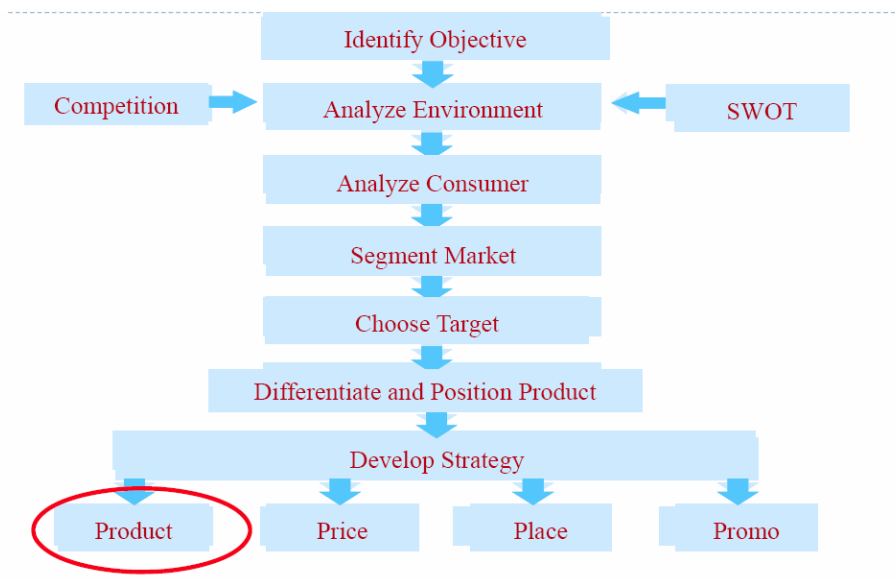 Identify Objective
Competition
Analyze Environment
SWOT
Analyze Consumer
Segment Market
Choose Target
Differentiate and Position Product
Develop Strategy
Product
Price
Place
Promo